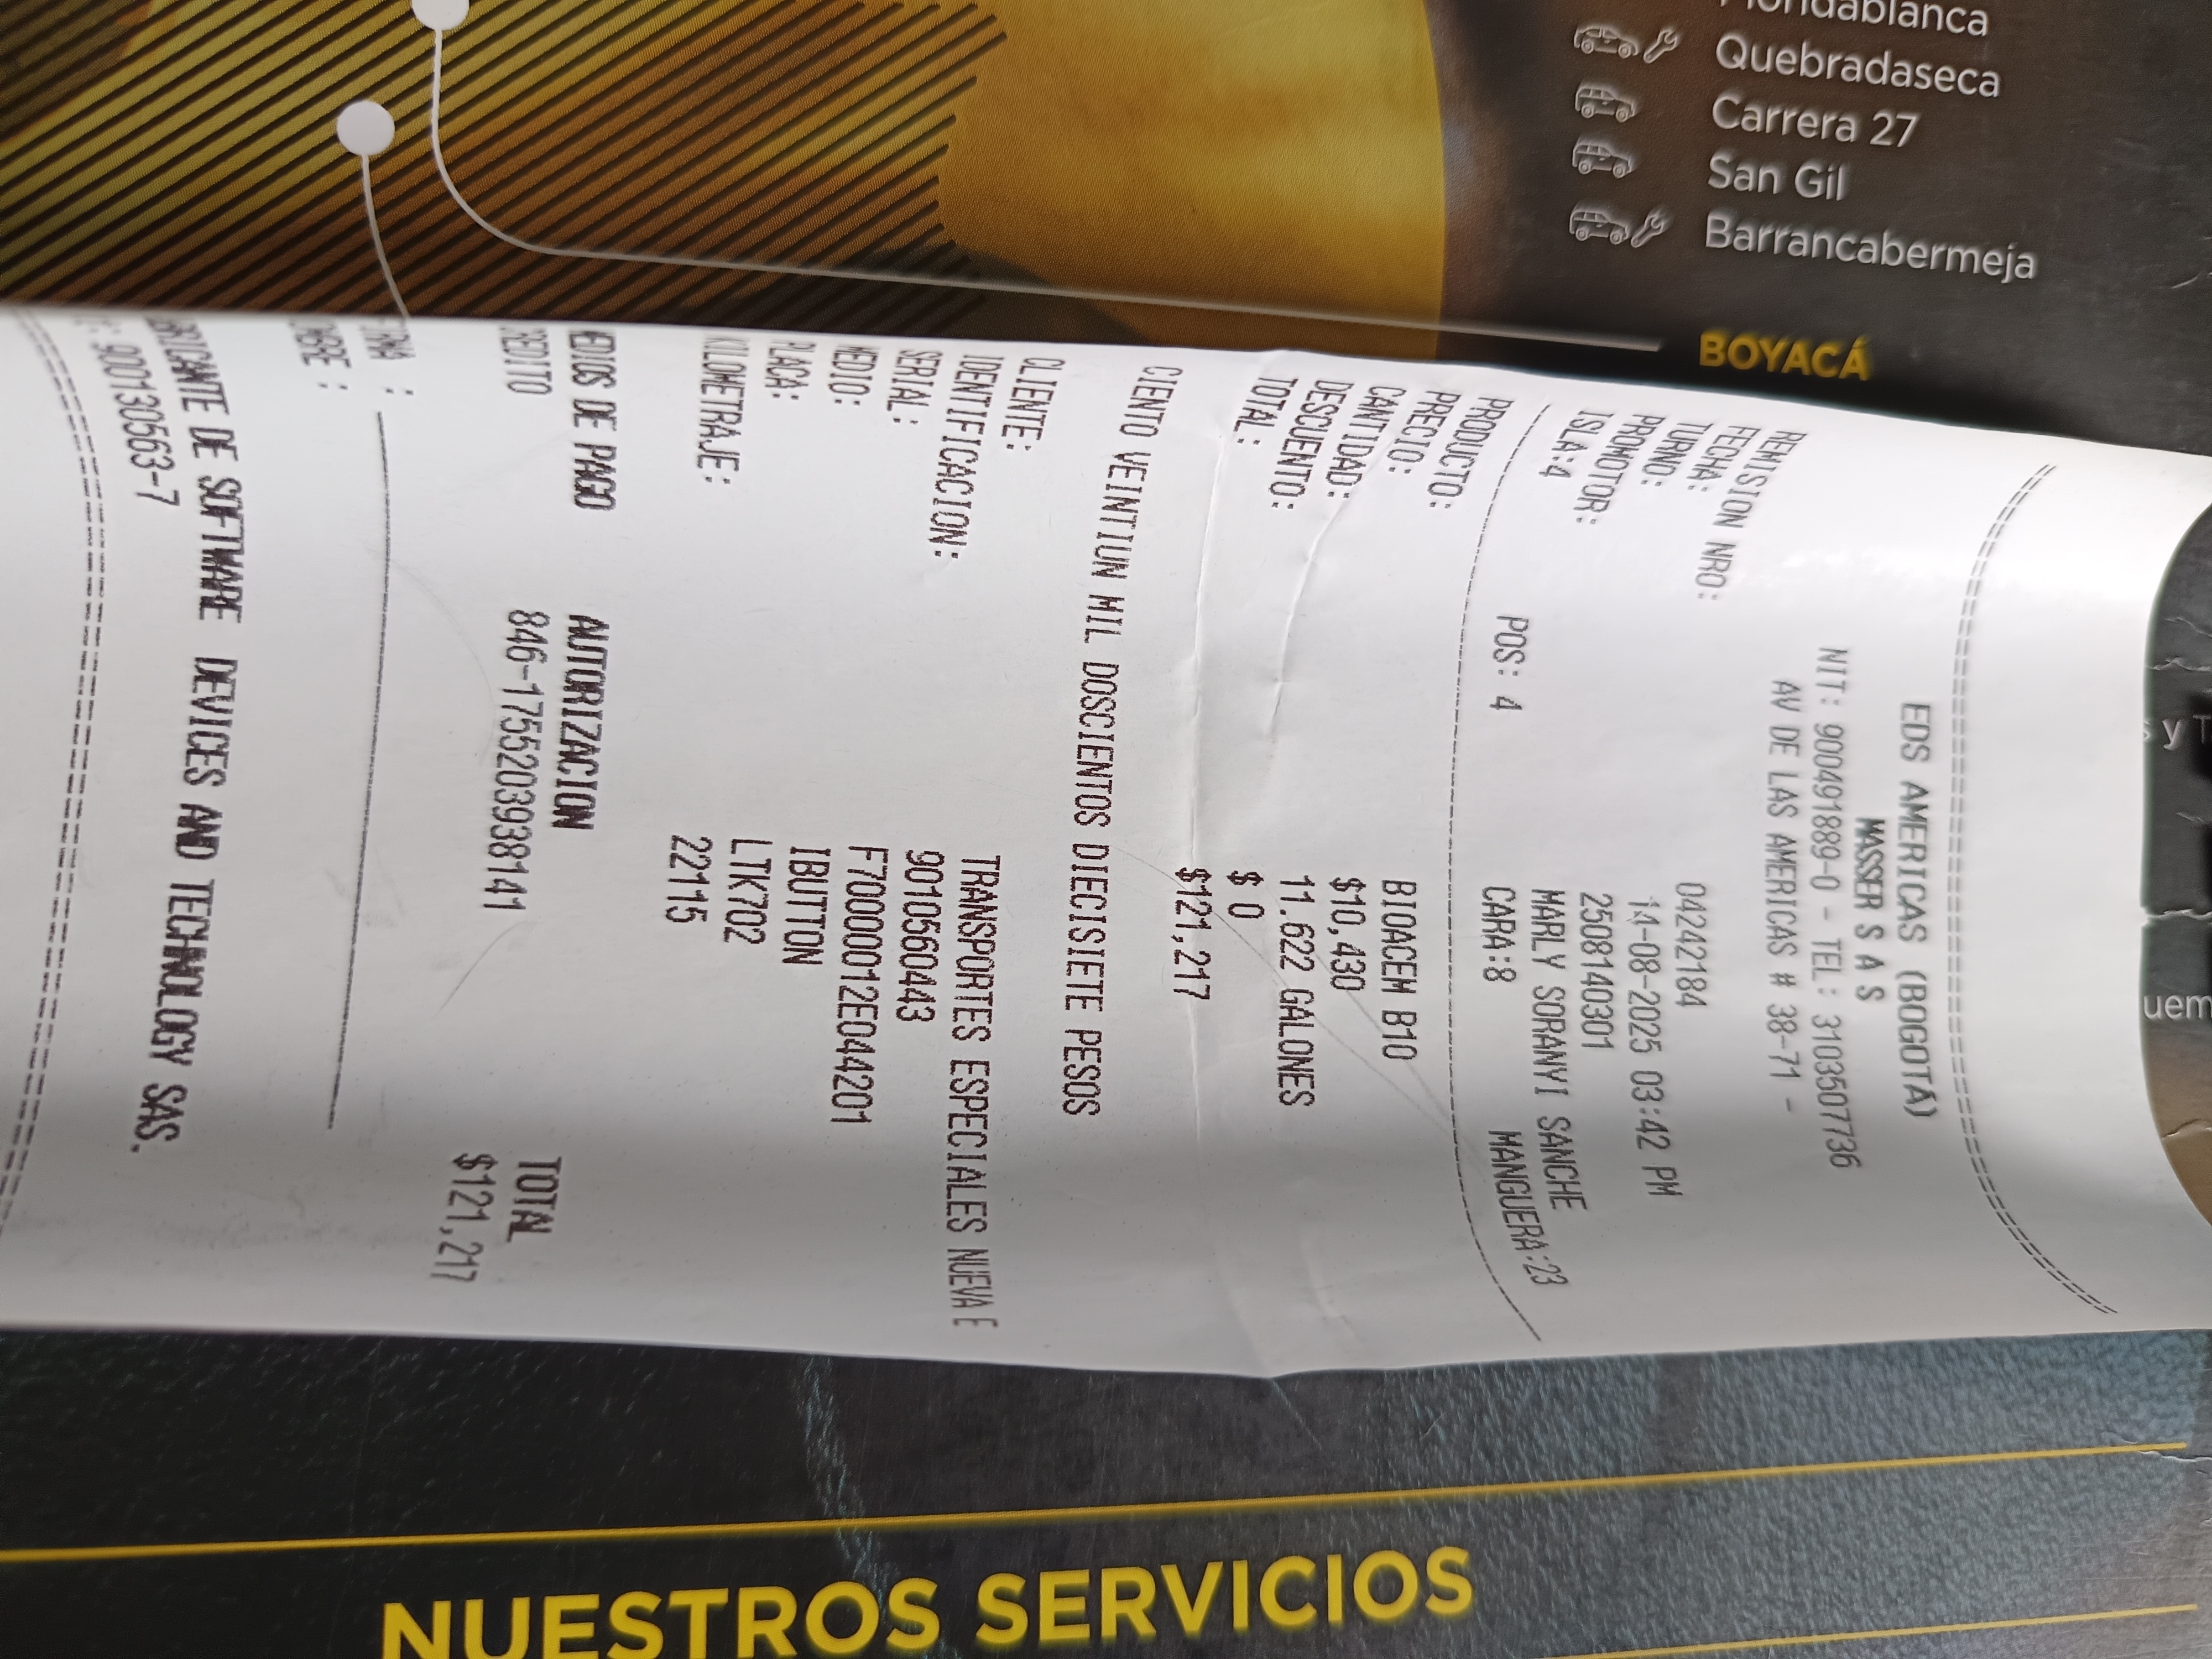 Quebradaseca
Carrera 27
San Gil
Barrancabermeja
BOYACÁ
EDS AMERICAS (BOGOTÁ)
MASSER S A S
NIT: 900491889-0 - TEL: 3103507736
AV DE LAS AMERICAS # 38-71 -
REMISION NRO: 04242184
FECHA: 14-08-2025 03:42 PM
TURNO: 2508140301
PROMOTOR: MARLY SORANYI SANCHE
ISLA:4 POS: 4 CARA:8 MANGUERA:23
PRODUCTO: BIOACEM B10
PRECIO: $10,430
CANTIDAD: 11.622 GALONES
DESCUENTO: $ 0
TOTAL: $121,217
CIENTO VEINTIUN MIL DOSCIENTOS DIECISIETE PESOS
CLIENTE: TRANSPORTES ESPECIALES NUEVA E
IDENTIFICACION: 9010560443
SERIAL: F70000012E044201
MEDIO: IBUTTON
PLACA: LTK702
KILOMETRAJE: 22115
MEDIOS DE PAGO AUTORIZACION TOTAL
CREDITO 846-1755203938141 $121,217
FABRICANTE DE SOFTWARE DEVICES AND TECHNOLOGY SAS.
900130563-7
NUESTROS SERVICIOS